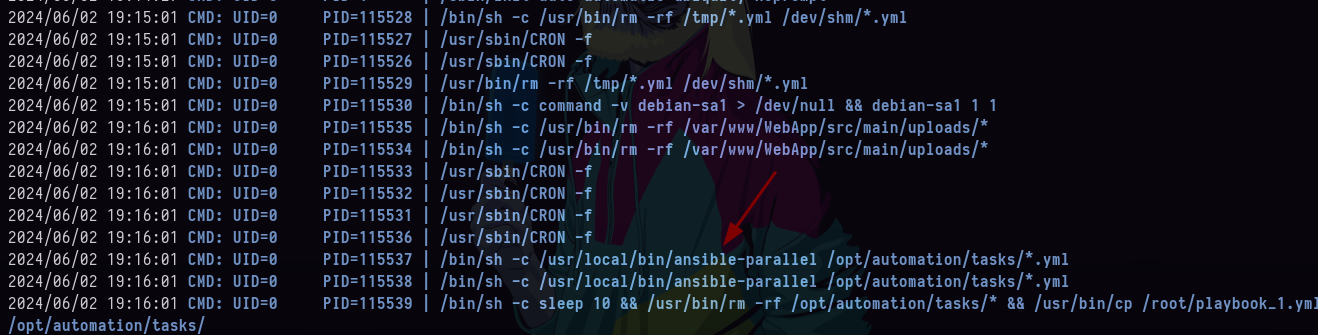 2024/06/02 19:15:01 CMD: UID=0     PID=115528 | /bin/sh -c /usr/bin/rm -rf /tmp/*.yml /dev/shm/*.yml
2024/06/02 19:15:01 CMD: UID=0     PID=115527 | /usr/sbin/CRON -f
2024/06/02 19:15:01 CMD: UID=0     PID=115526 | /usr/sbin/CRON -f
2024/06/02 19:15:01 CMD: UID=0     PID=115529 | /usr/bin/rm -rf /tmp/*.yml /dev/shm/*.yml
2024/06/02 19:15:01 CMD: UID=0     PID=115530 | /bin/sh -c command -v debian-sa1 > /dev/null && debian-sa1 1 1
2024/06/02 19:16:01 CMD: UID=0     PID=115535 | /bin/sh -c /usr/bin/rm -rf /var/www/WebApp/src/main/uploads/*
2024/06/02 19:16:01 CMD: UID=0     PID=115534 | /bin/sh -c /usr/bin/rm -rf /var/www/WebApp/src/main/uploads/*
2024/06/02 19:16:01 CMD: UID=0     PID=115533 | /usr/sbin/CRON -f
2024/06/02 19:16:01 CMD: UID=0     PID=115532 | /usr/sbin/CRON -f
2024/06/02 19:16:01 CMD: UID=0     PID=115531 | /usr/sbin/CRON -f
2024/06/02 19:16:01 CMD: UID=0     PID=115536 | /usr/sbin/CRON -f
2024/06/02 19:16:01 CMD: UID=0     PID=115537 | /bin/sh -c /usr/local/bin/ansible-parallel /opt/automation/tasks/*.yml
2024/06/02 19:16:01 CMD: UID=0     PID=115538 | /bin/sh -c /usr/local/bin/ansible-parallel /opt/automation/tasks/*.yml
2024/06/02 19:16:01 CMD: UID=0     PID=115539 | /bin/sh -c sleep 10 && /usr/bin/rm -rf /opt/automation/tasks/* && /usr/bin/cp /root/playbook_1.yml
/opt/automation/tasks/